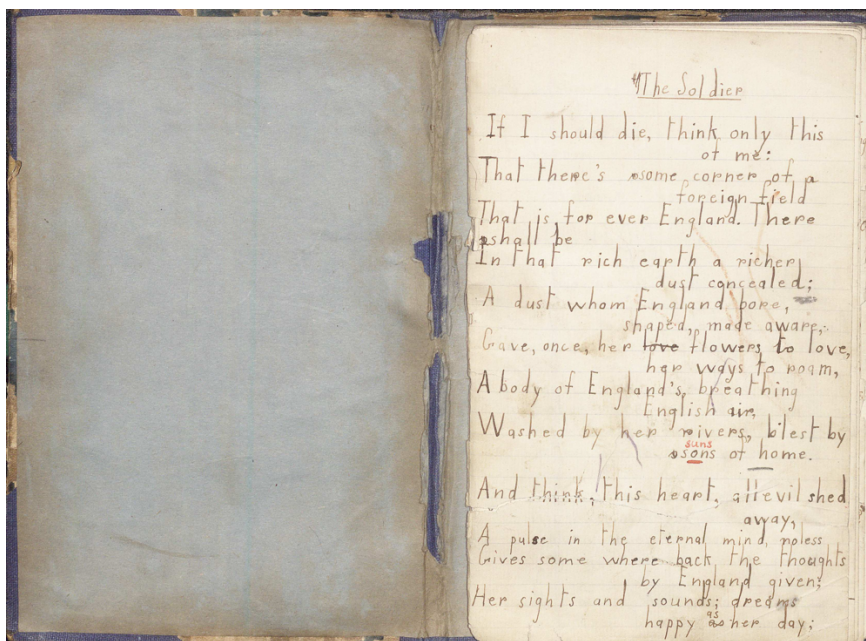 The Soldier
If I should die, think only this
of me:
That there's some corner of a
foreign field
That is for ever England. There
shall be
In that rich earth a richer
dust concealed;
A dust whom England bore,
shaped, made aware,
Gave, once, her love flowers to love,
her ways to roam,
A body of England's, breathing
English air,
Washed by her rivers, blest by
suns
sons of home.
And think, this heart, all evil shed
away,
A pulse in the eternal mind, no less
Gives some where back the thoughts
by England given;
Her sights and sounds; dreams
as
happy as her day;